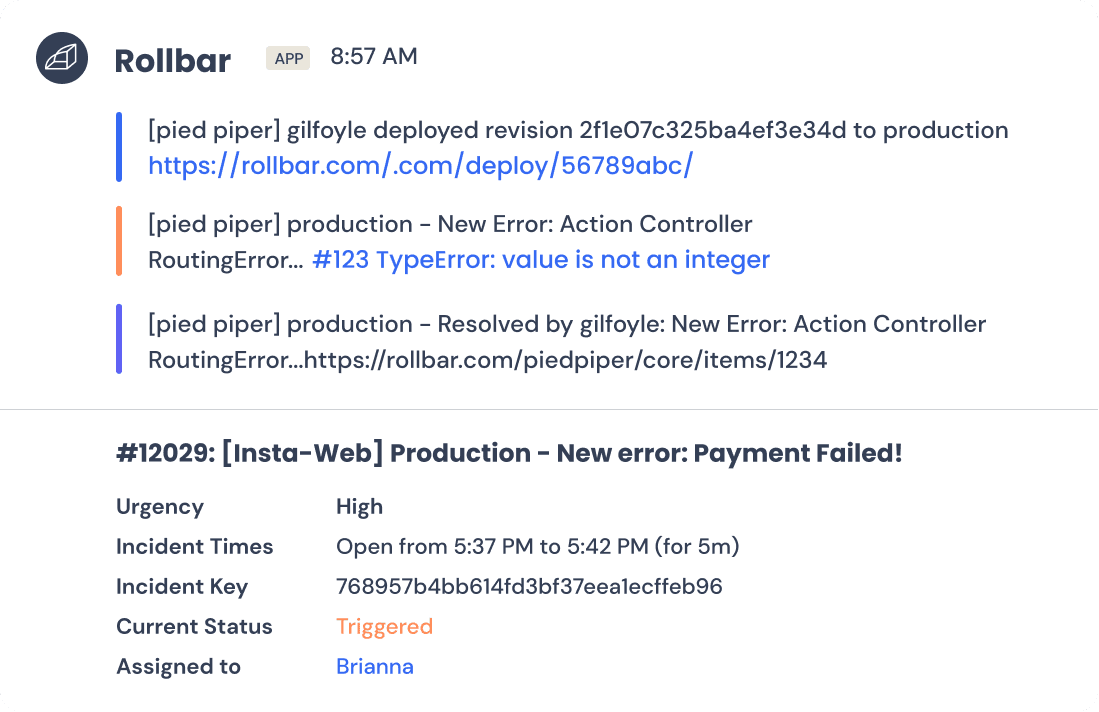 Rollbar APP 8:57 AM
[pied piper] gilfoyle deployed revision 2f1e07c325ba4ef3e34d to production
https://rollbar.com/.com/deploy/56789abc/
[pied piper] production - New Error: Action Controller
RoutingError... #123 TypeError: value is not an integer
[pied piper] production - Resolved by gilfoyle: New Error: Action Controller
RoutingError...https://rollbar.com/piedpiper/core/items/1234
#12029: [Insta-Web] Production - New error: Payment Failed!
Urgency High
Incident Times Open from 5:37 PM to 5:42 PM (for 5m)
Incident Key 768957b4bb614fd3bf37eea1ecffeb96
Current Status Triggered
Assigned to Brianna